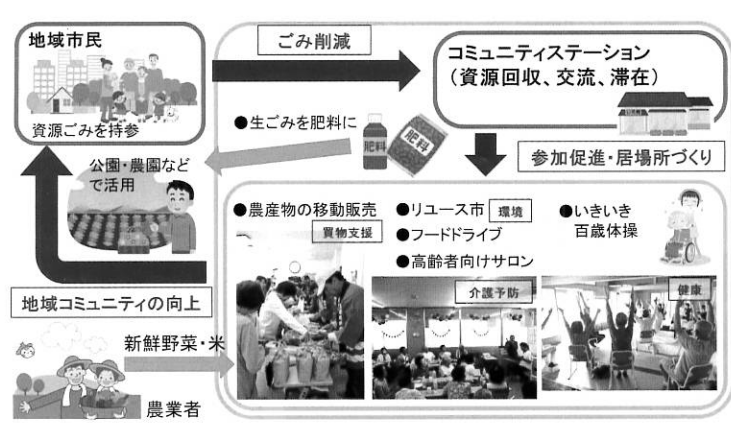 地域市民
資源ごみを持参
ごみ削減
コミュニティステーション
(資源回収、交流、滞在)
●生ごみを肥料に
肥料
肥料
公園・農園など
で活用
参加促進・居場所づくり
●農産物の移動販売
買物支援
●リユース市 環境
●フードドライブ
●高齢者向けサロン
介護予防
●いきいき
百歳体操
健康
地域コミュニティの向上
新鮮野菜・米
農業者